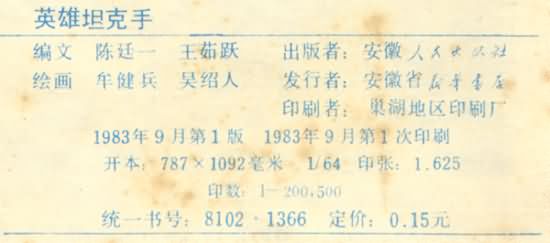 英雄坦克手
编文 陈廷一 王茹跃 出版者：安徽人民出版社
绘画 牟健兵 吴绍人 发行者：安徽省新华书店
印刷者：巢湖地区印刷厂
1983年9月第1版 1983年9月第1次印刷
开本：787×1092毫米 1/64 印张：1.625
印数：1—200,500
统一书号：8102·1366 定价：0.15元